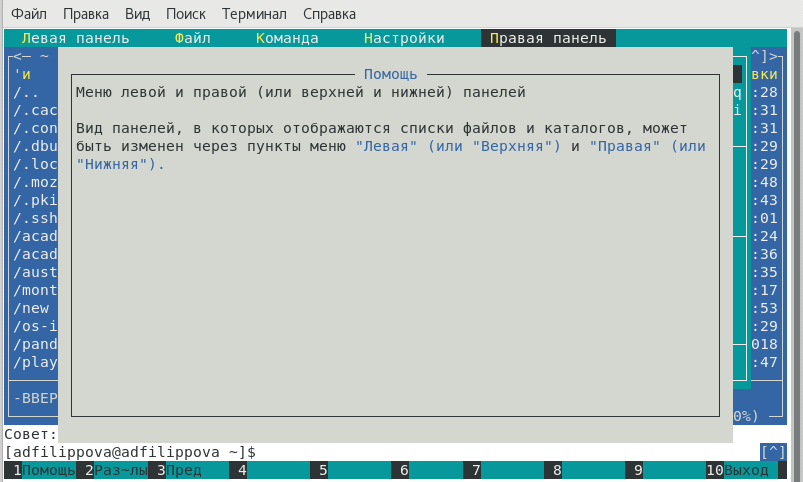 Файл Правка Вид Поиск Терминал Справка
Левая панель Файл Команда Настройки Правая панель
<─ ~ ^]>
'и вки
Помощь
/.. :28
Меню левой и правой (или верхней и нижней) панелей
/.cac :31
/.con :31
Вид панелей, в которых отображаются списки файлов и каталогов, может
/.dbu :29
быть изменен через пункты меню "Левая" (или "Верхняя") и "Правая" (или
/.loc :29
"Нижняя").
/.moz :48
/.pki :43
/.ssh :01
/acad :24
/acad :36
/aust :35
/mont :17
/new :53
/os-i :29
/pand 018
/play :47
-ВВЕР
0%)
Совет:
[adfilippova@adfilippova ~]$ [^]
1Помощь 2Раз~лы 3Пред 4 5 6 7 8 9 10Выход